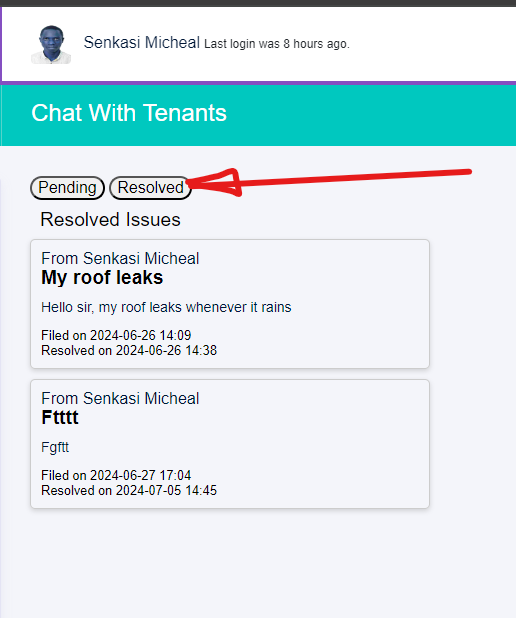 Senkasi Micheal Last login was 8 hours ago.
Chat With Tenants
Pending Resolved
Resolved Issues
From Senkasi Micheal
My roof leaks
Hello sir, my roof leaks whenever it rains
Filed on 2024-06-26 14:09
Resolved on 2024-06-26 14:38
From Senkasi Micheal
Ftttt
Fgftt
Filed on 2024-06-27 17:04
Resolved on 2024-07-05 14:45